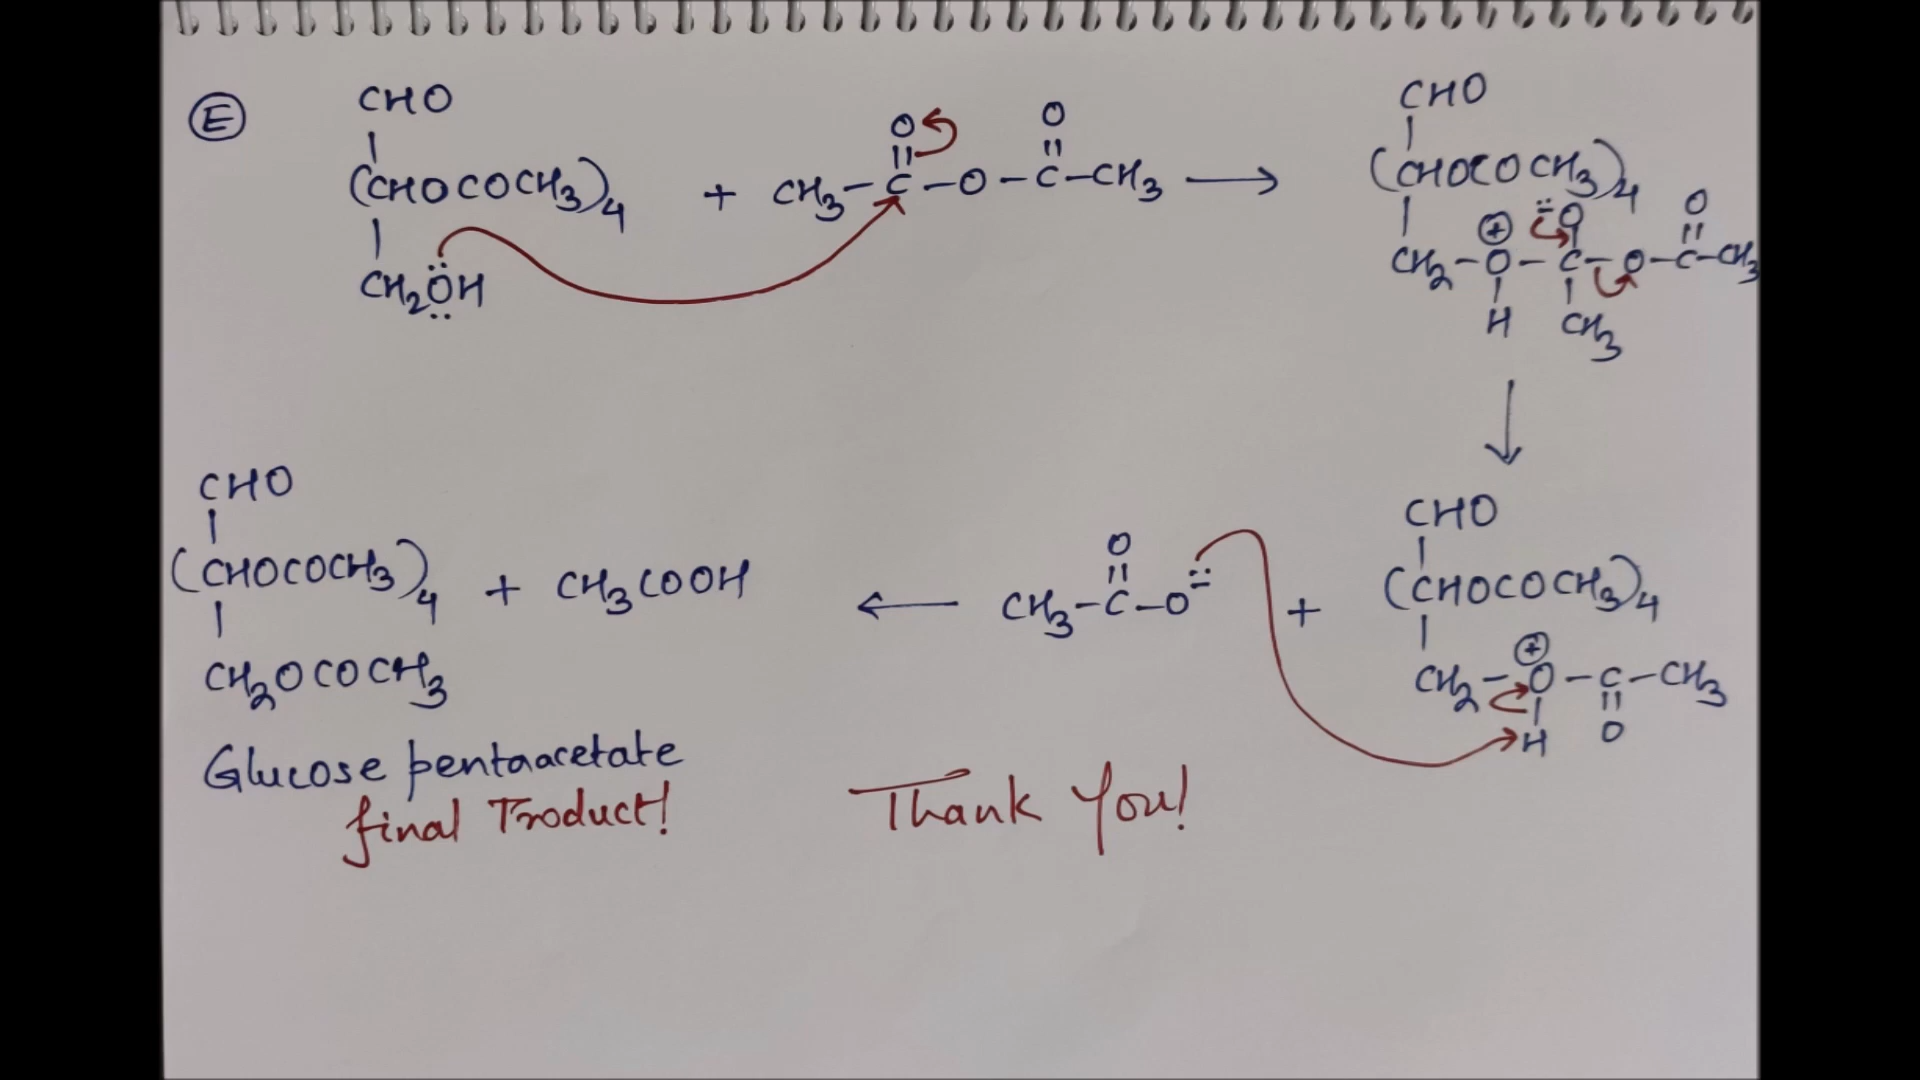 Ⓔ
CHO
|
(CHOCOCH₃)₄
|
CH₂ÖH
+
O
||
CH₃–C–O–C–CH₃
O
||
→
CHO
|
(CHOCOCH₃)₄
|
CH₂–O–C–O–C–CH₃
⊕
O
O
||
|
H
|
CH₃
↓
CHO
|
(CHOCOCH₃)₄
|
CH₂–O–C–CH₃
⊕
|
H
||
O
+
O
||
CH₃–C–O
←
CHO
|
(CHOCOCH₃)₄ + CH₃COOH
|
CH₂OCOCH₃
Glucose pentaacetate
final Product!
Thank You!